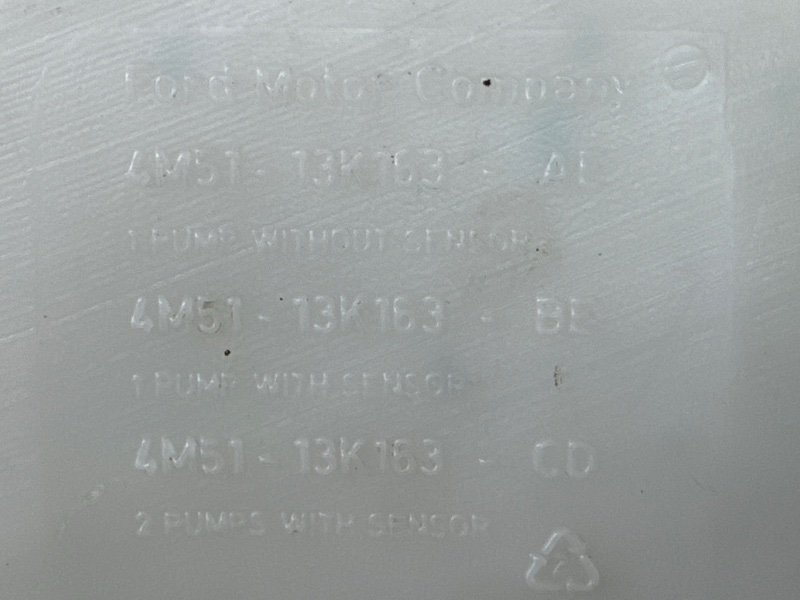 Ford Motor Company
4M51 - 13K163 - AE
1 PUMP WITHOUT SENSOR
4M51 - 13K163 - BE
1 PUMP WITH SENSOR
4M51 - 13K163 - CD
2 PUMPS WITH SENSOR